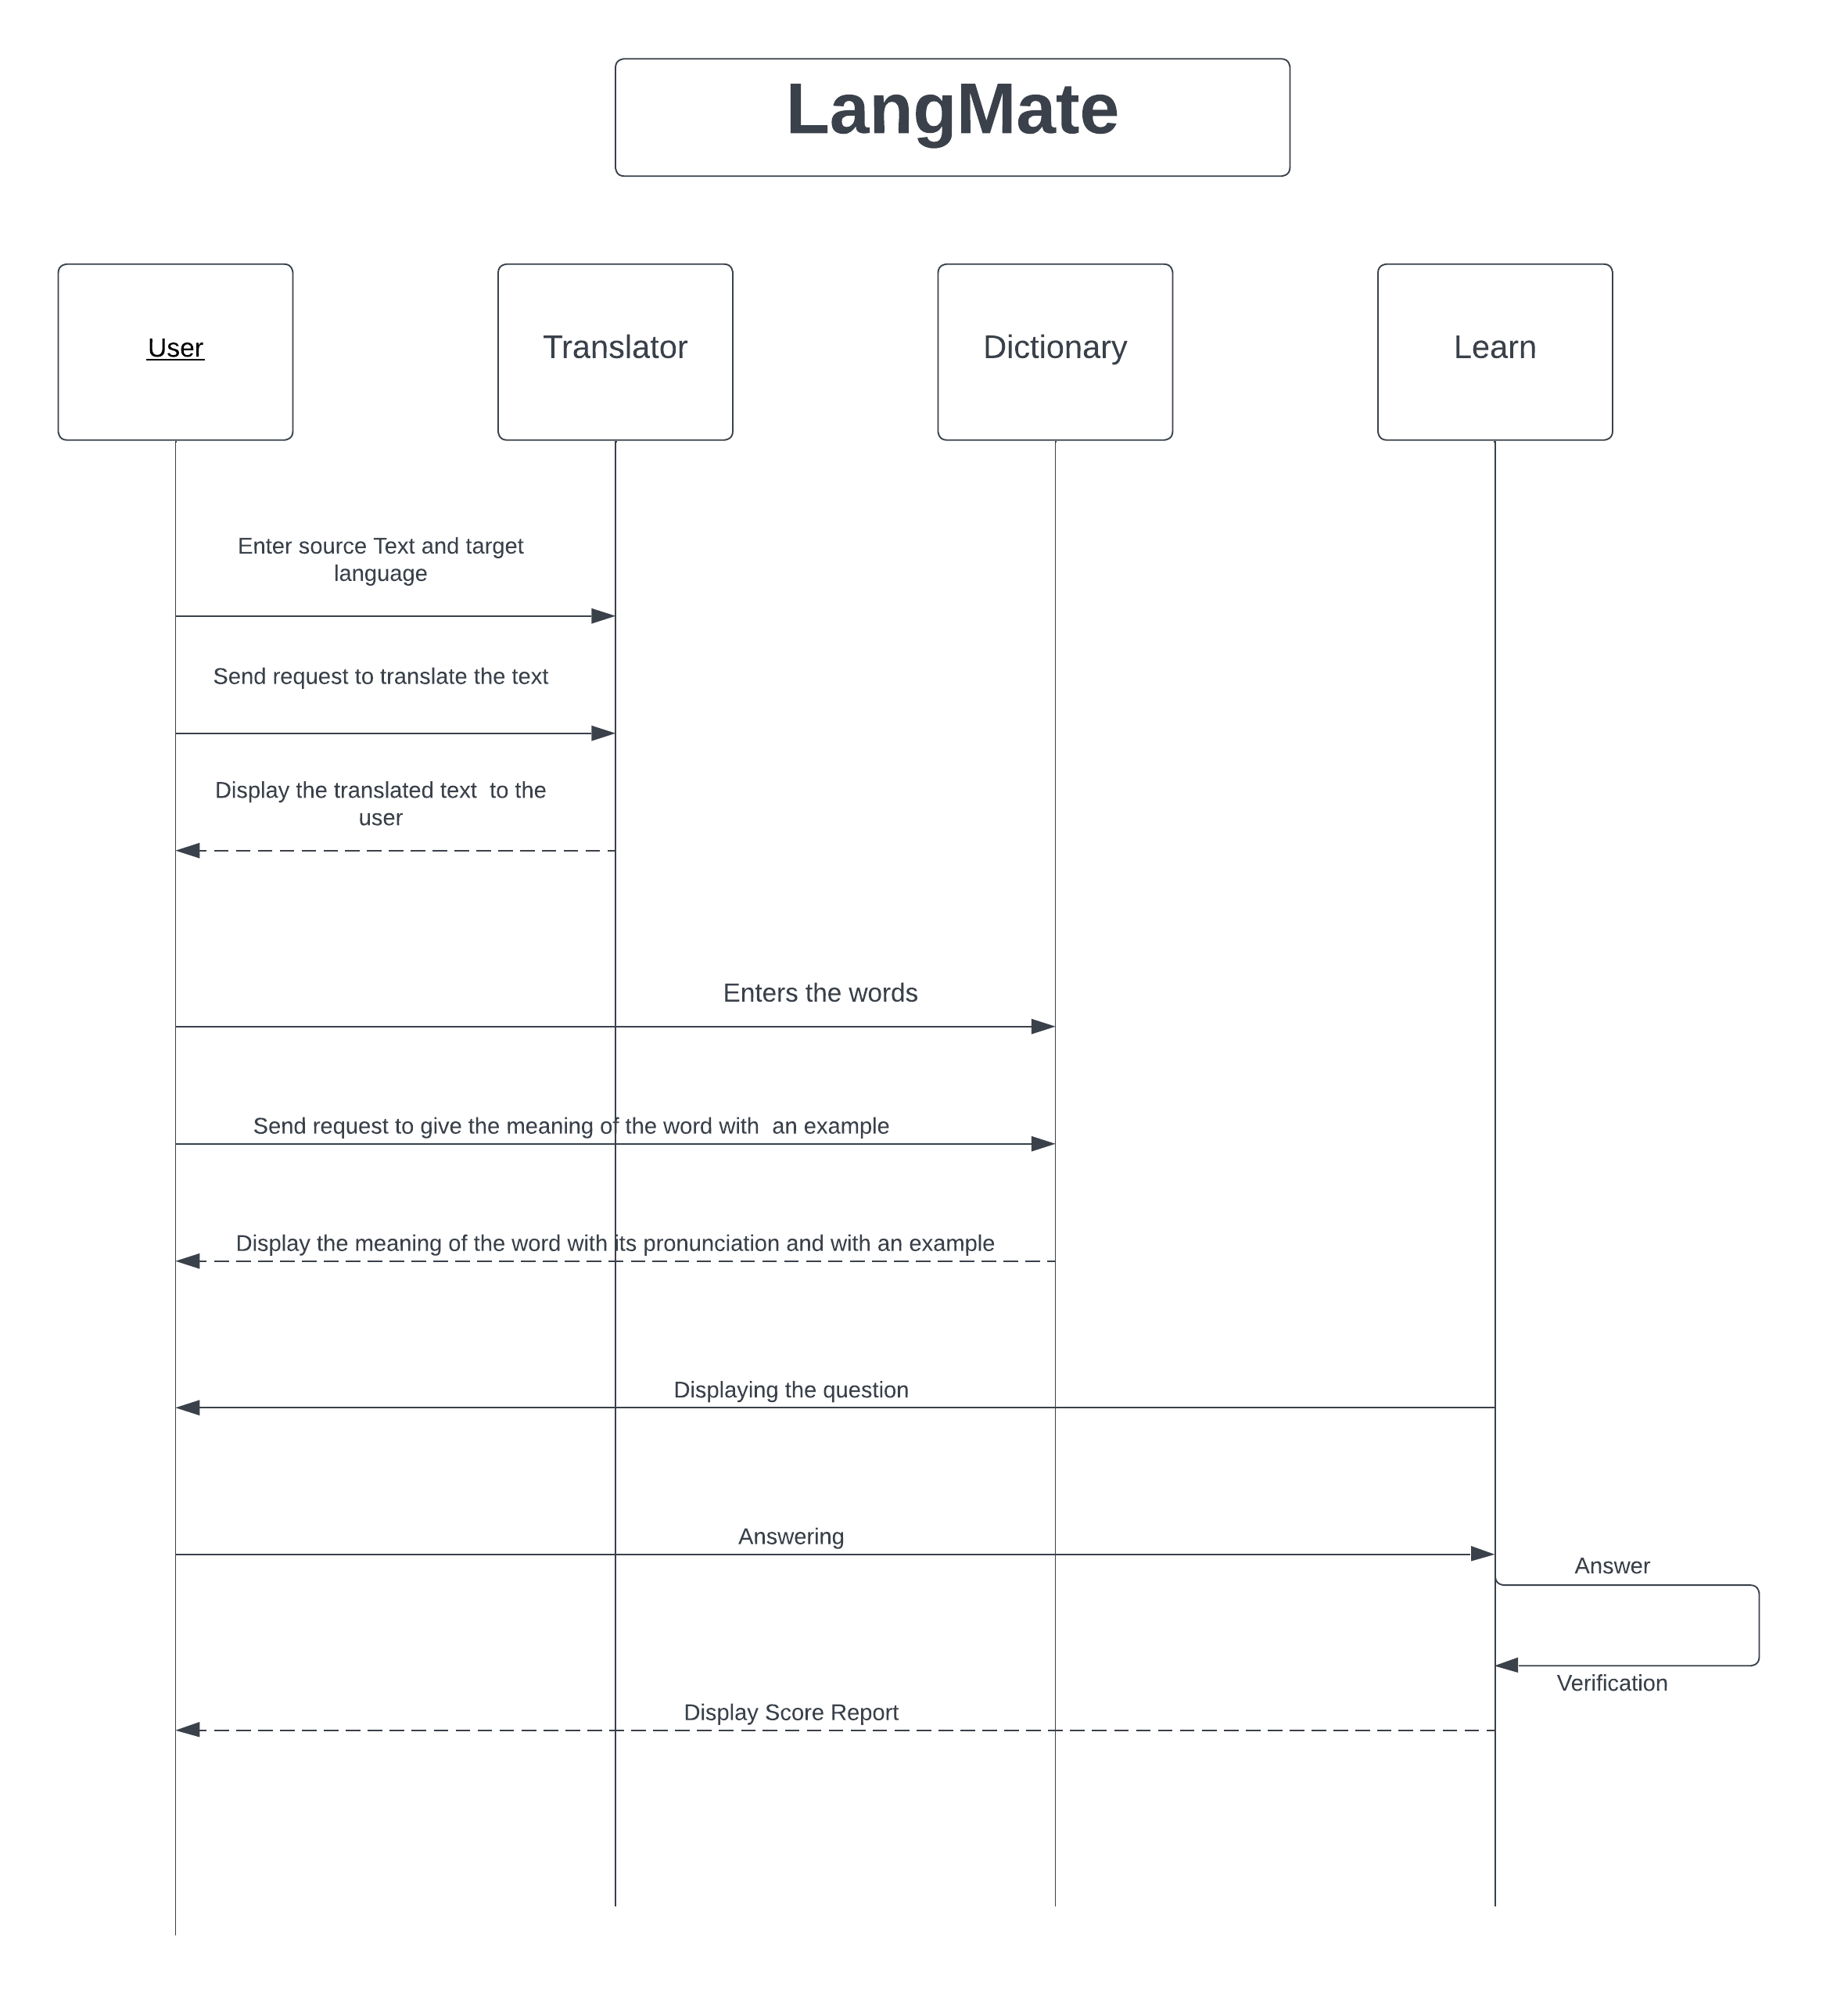 LangMate
User
Translator
Dictionary
Learn
Enter source Text and target
language
Send request to translate the text
Display the translated text  to the
user
Enters the words
Send request to give the meaning of the word with  an example
Display the meaning of the word with its pronunciation and with an example
Displaying the question
Answering
Answer
Verification
Display Score Report